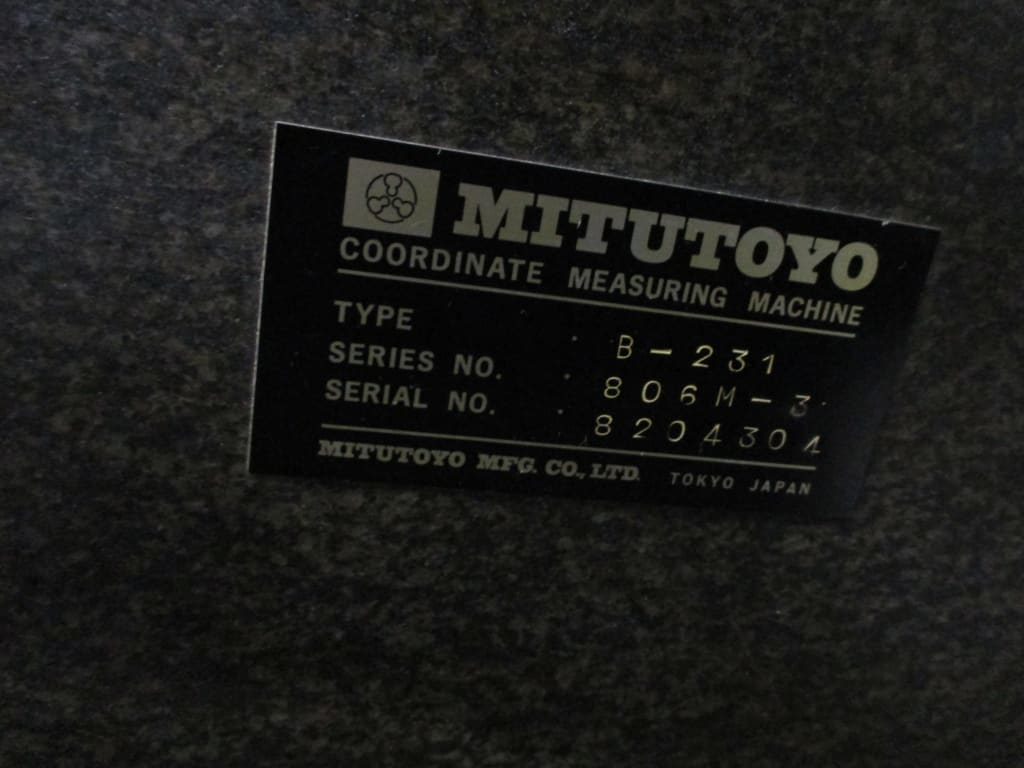 MITUTOYO
COORDINATE MEASURING MACHINE
TYPE B-231
SERIES NO. 806M-3
SERIAL NO. 8204304
MITUTOYO MFG. CO., LTD. TOKYO JAPAN